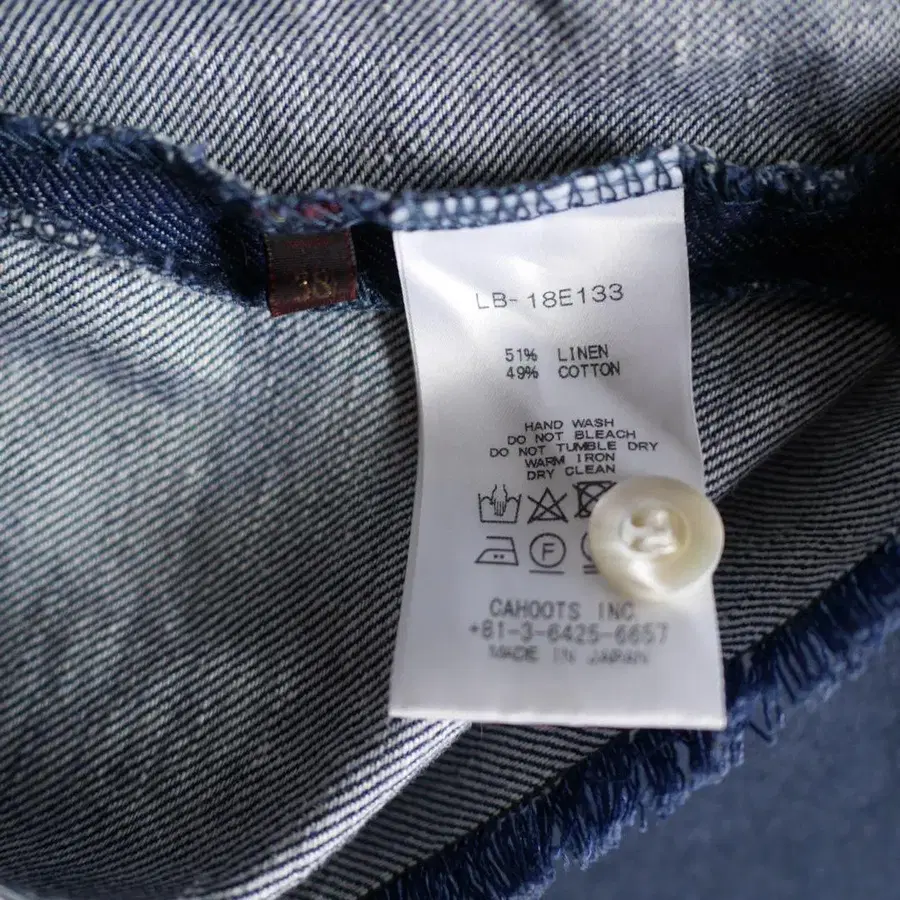 38
LB-18E133
51% LINEN
49% COTTON
HAND WASH
DO NOT BLEACH
DO NOT TUMBLE DRY
WARM IRON
DRY CLEAN
F
CAHOOTS INC.
+81-3-6425-6657
MADE IN JAPAN